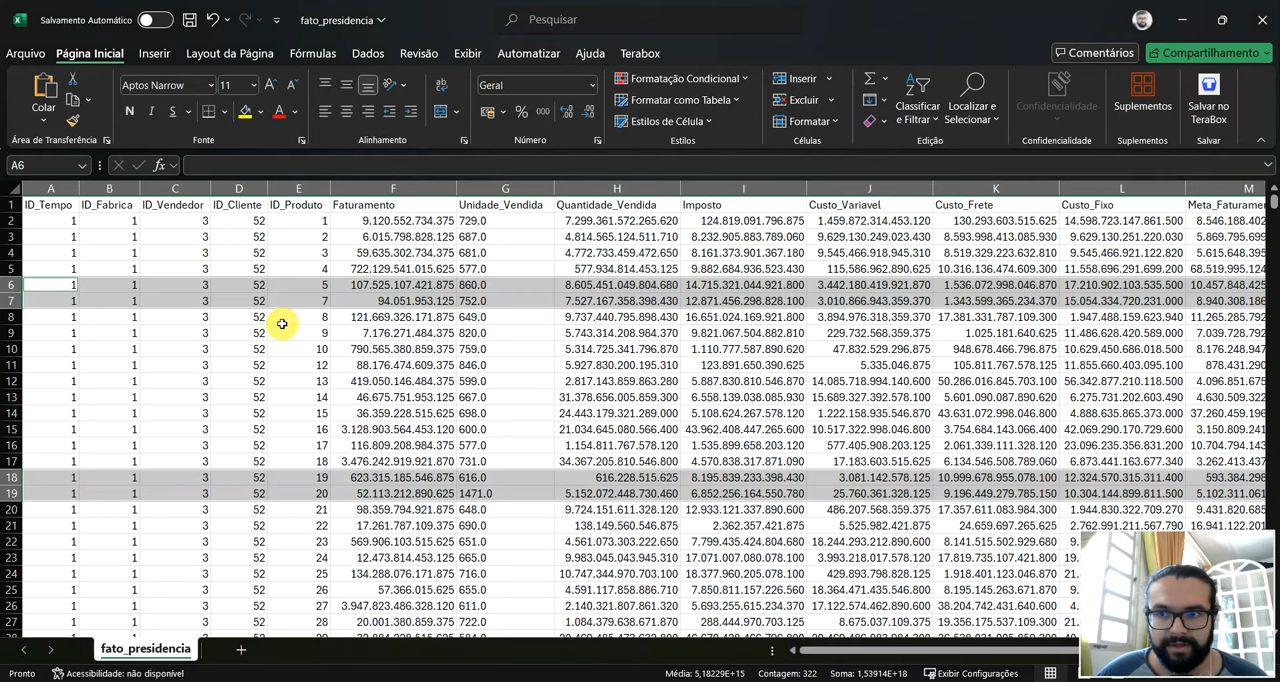 Salvamento Automático fato_presidencia Pesquisar
Arquivo Página Inicial Inserir Layout da Página Fórmulas Dados Revisão Exibir Automatizar Ajuda Terabox Comentários Compartilhamento
Colar Aptos Narrow 11 Geral Formatação Condicional Inserir Classificar e Filtrar Localizar e Selecionar Confidencialidade Suplementos Salvar no TeraBox
N I S % 000 Formatar como Tabela Excluir
Estilos de Célula Formatar
Área de Transferência Fonte Alinhamento Número Estilos Células Edição Confidencialidade Suplementos Salvar
A6 fx
A B C D E F G H I J K L M
1 ID_Tempo ID_Fabrica ID_Vendedor ID_Cliente ID_Produto Faturamento Unidade_Vendida Quantidade_Vendida Imposto Custo_Variavel Custo_Frete Custo_Fixo Meta_Faturamen
2 1 1 3 52 1 9.120.552.734.375 729.0 7.299.361.572.265.620 124.819.091.796.875 1.459.872.314.453.120 130.293.603.515.625 14.598.723.147.861.500 8.546.188.402
3 1 1 3 52 2 6.015.798.828.125 687.0 4.814.565.124.511.710 8.232.905.883.789.060 9.629.130.249.023.430 8.593.998.413.085.930 9.629.130.251.220.030 5.869.795.699
4 1 1 3 52 3 59.635.302.734.375 681.0 4.772.733.459.472.650 8.161.373.901.367.180 9.545.466.918.945.310 8.519.329.223.632.810 9.545.466.921.122.820 5.615.648.395
5 1 1 3 52 4 722.129.541.015.625 577.0 577.934.814.453.125 9.882.684.936.523.430 115.586.962.890.625 10.316.136.474.609.300 11.558.696.291.699.200 68.519.995.124
6 1 1 3 52 5 107.525.107.421.875 860.0 8.605.451.049.804.680 14.715.321.044.921.800 3.442.180.419.921.870 1.536.072.998.046.870 17.210.902.103.535.500 10.457.848.425
7 1 1 3 52 7 94.051.953.125 752.0 7.527.167.358.398.430 12.871.456.298.828.100 3.010.866.943.359.370 1.343.599.365.234.370 15.054.334.720.231.000 8.940.308.186
8 1 1 3 52 8 121.669.326.171.875 649.0 9.737.440.795.898.430 16.651.024.169.921.800 3.894.976.318.359.370 17.381.331.787.109.300 1.947.488.159.623.940 11.265.285.792
9 1 1 3 52 9 7.176.271.484.375 820.0 5.743.314.208.984.370 9.821.067.504.882.810 229.732.568.359.375 1.025.181.640.625 11.486.628.420.589.000 7.039.728.792
10 1 1 3 52 10 790.565.380.859.375 748.0 5.314.725.341.796.870 1.110.777.587.890.620 47.832.529.296.875 948.678.466.796.875 10.629.450.686.018.500 8.176.248.947
11 1 1 3 52 12 88.176.474.609.375 846.0 5.927.830.200.195.310 123.891.650.390.625 5.335.046.875 105.811.767.578.125 11.855.660.403.095.100 878.431.290
12 1 1 3 52 13 419.050.146.484.375 599.0 2.817.143.859.863.280 5.887.830.810.546.870 14.085.718.994.140.600 50.286.016.845.703.100 56.342.877.210.118.500 4.096.851.675
13 1 1 3 52 14 46.675.751.953.125 667.0 31.378.656.005.859.300 6.558.139.038.085.930 15.689.327.392.578.100 5.601.090.087.890.620 6.275.731.202.603.490 4.630.509.322
14 1 1 3 52 15 36.359.228.515.625 698.0 24.443.179.321.289.000 5.108.624.267.578.120 1.222.158.935.546.870 43.631.072.998.046.800 4.888.635.865.373.000 37.260.459.196
15 1 1 3 52 16 3.128.903.564.453.120 600.0 21.034.645.080.566.400 43.962.408.447.265.600 10.517.322.998.046.800 3.754.684.143.066.400 42.069.290.170.729.600 3.150.809.241
16 1 1 3 52 17 116.809.208.984.375 577.0 1.154.811.767.578.120 1.535.899.658.203.120 577.405.908.203.125 2.061.339.111.328.120 23.096.235.356.831.200 10.704.794.143
17 1 1 3 52 18 3.476.242.919.921.870 731.0 34.367.205.810.546.800 4.570.838.317.871.090 17.183.603.515.625 6.134.546.508.789.060 6.873.441.163.377.340 3.262.413.437
18 1 1 3 52 19 623.315.185.546.875 616.0 616.228.515.625 8.195.839.233.398.430 3.081.142.578.125 10.999.678.955.078.100 12.324.570.315.311.400 593.384.298
19 1 1 3 52 20 52.113.212.890.625 1471.0 5.152.072.448.730.460 6.852.256.164.550.780 25.760.361.328.125 9.196.449.279.785.150 10.304.144.899.811.500 5.102.311.061
20 1 1 3 52 21 98.359.794.921.875 648.0 9.724.151.611.328.120 12.933.121.337.890.600 486.207.568.359.375 17.357.611.083.984.300 1.944.830.322.709.270 9.431.820.685
21 1 1 3 52 22 17.261.787.109.375 690.0 138.149.560.546.875 2.362.357.421.875 5.525.982.421.875 24.659.697.265.625 2.762.991.211.567.790 16.941.122.201
22 1 1 3 52 23 569.906.103.515.625 651.0 4.561.073.303.222.650 7.799.435.424.804.680 18.244.293.212.890.600 8.141.515.502.929.680
23 1 1 3 52 24 12.473.814.453.125 665.0 9.983.045.043.945.310 17.071.007.080.078.100 3.993.218.017.578.120 17.819.735.107.421.800
24 1 1 3 52 25 134.288.076.171.875 716.0 10.747.344.970.703.100 18.377.960.205.078.100 429.893.798.828.125 1.918.401.123.046.870 21.
25 1 1 3 52 26 57.366.015.625 655.0 4.591.117.858.886.710 7.850.811.157.226.560 18.364.471.435.546.800 8.195.145.263.671.870
26 1 1 3 52 27 3.947.823.486.328.120 611.0 2.140.321.807.861.320 5.693.255.615.234.370 17.122.574.462.890.600 38.204.742.431.640.600
27 1 1 3 52 28 20.001.380.859.375 722.0 1.084.379.638.671.870 288.444.970.703.125 8.675.037.109.375 19.356.175.537.109.300 21.
fato_presidencia
Pronto Acessibilidade: não disponível Média: 5,18229E+15 Contagem: 322 Soma: 1,53914E+18 Exibir Configurações